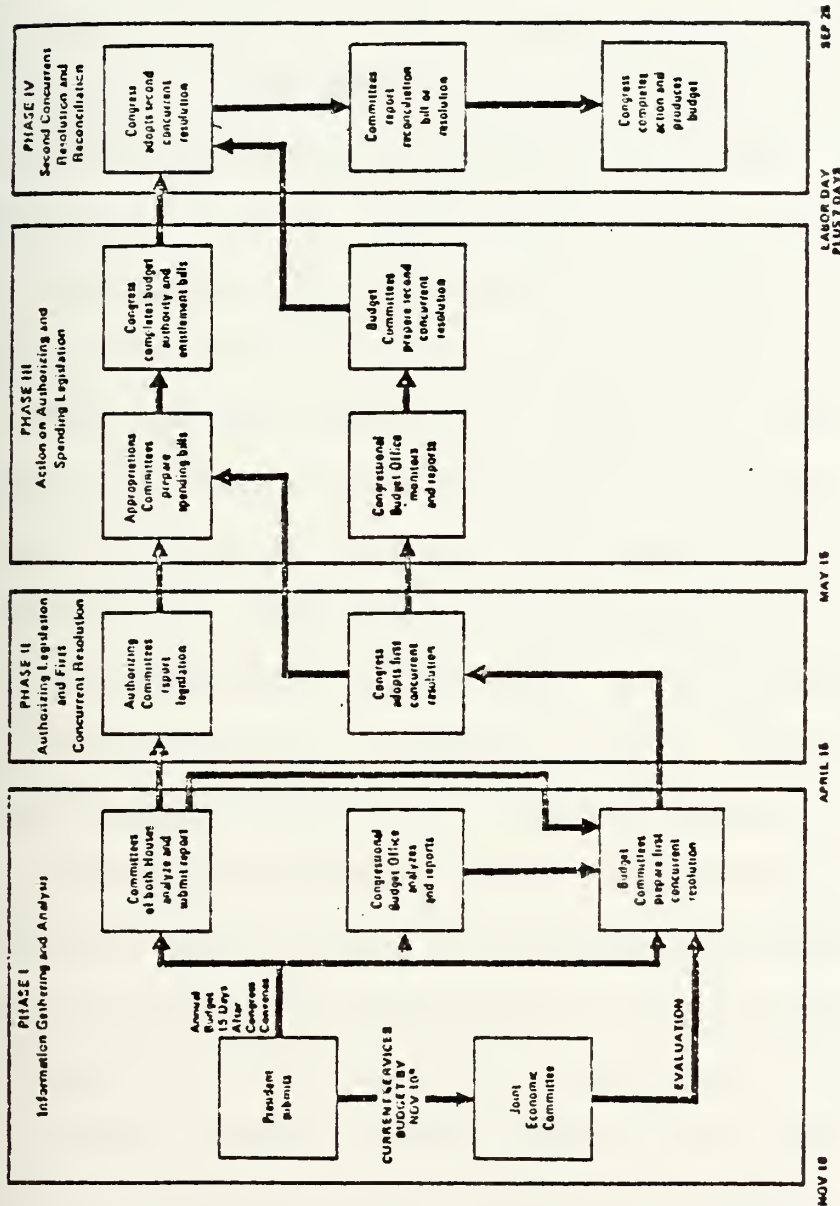 PHASE I
Information Gathering and Analysis
President
submits
Annual
Budget
15 Days
After
Congress
Convenes
CURRENT SERVICES
BUDGET BY
NOV 10*
Joint
Economic
Committee
EVALUATION
Committees
of both Houses
analyze and
submit report
Congressional
Budget Office
analyzes
and reports
Budget
Committees
prepare first
concurrent
resolution
PHASE II
Authorizing Legislation
and First
Concurrent Resolution
Authorizing
Committees
report
legislation
Congress
adopts first
concurrent
resolution
PHASE III
Action on Authorizing and
Spending Legislation
Appropriations
Committees
prepare
spending bills
Congress
completes budget
authority and
entitlement bills
Congressional
Budget Office
monitors
and reports
Budget
Committees
prepare second
concurrent
resolution
PHASE IV
Second Concurrent
Resolution and
Reconciliation
Congress
adopts second
concurrent
resolution
Committees
report
reconciliation
bill or
resolution
Congress
completes
action and
produces
budget
NOV 10
APRIL 15
MAY 15
LABOR DAY
PLUS 7 DAYS
SEP 25